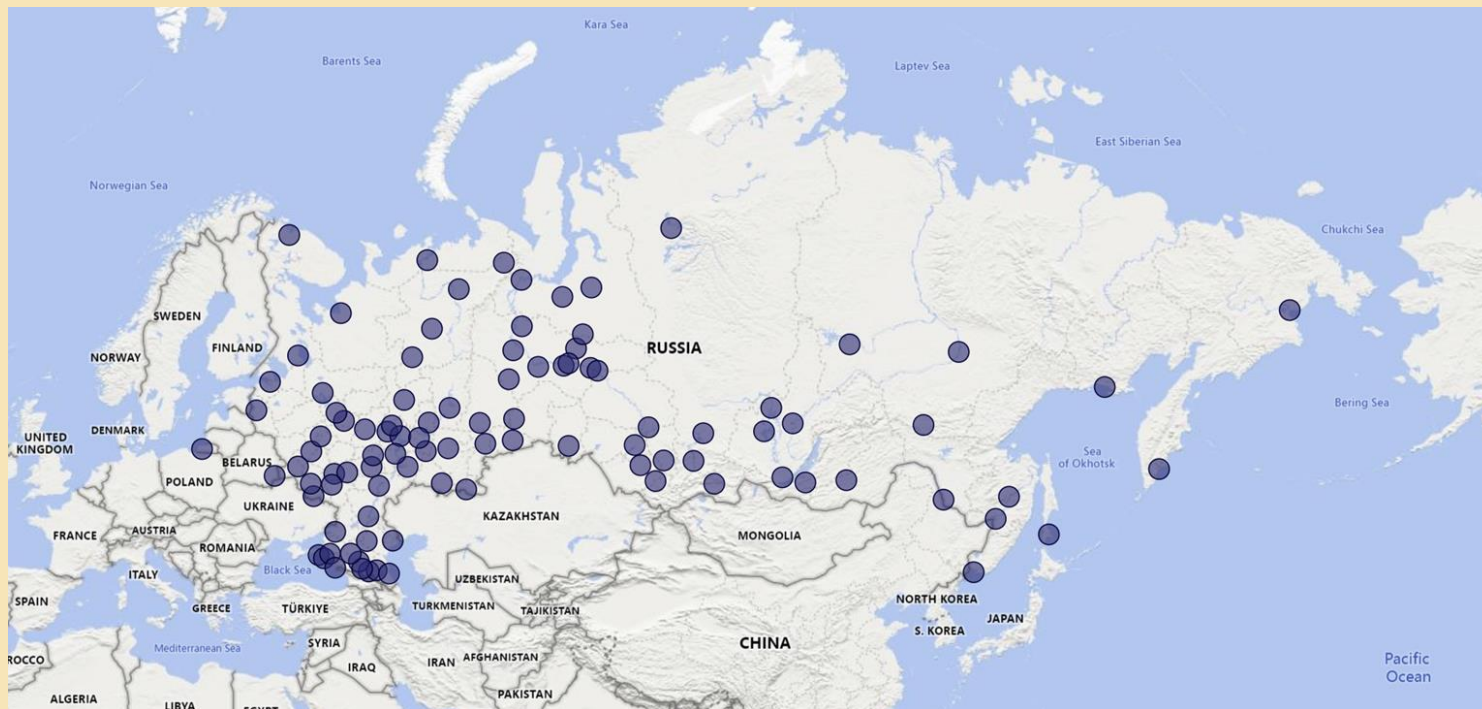 Kara Sea
Barents Sea
Laptev Sea
East Siberian Sea
Norwegian Sea
Chukchi Sea
SWEDEN
FINLAND
RUSSIA
NORWAY
Bering Sea
DENMARK
UNITED
KINGDOM
BELARUS
Sea
of Okhotsk
POLAND
UKRAINE
KAZAKHSTAN
AUSTRIA
FRANCE
MONGOLIA
ROMANIA
Black Sea
ITALY
UZBEKISTAN
SPAIN
GREECE
TÜRKIYE
TURKMENISTAN
TAJIKISTAN
NORTH KOREA
JAPAN
S. KOREA
SYRIA
CHINA
Mediterranean Sea
IRAN
AFGHANISTAN
ROCCO
IRAQ
Pacific
Ocean
PAKISTAN
ALGERIA
LIBYA